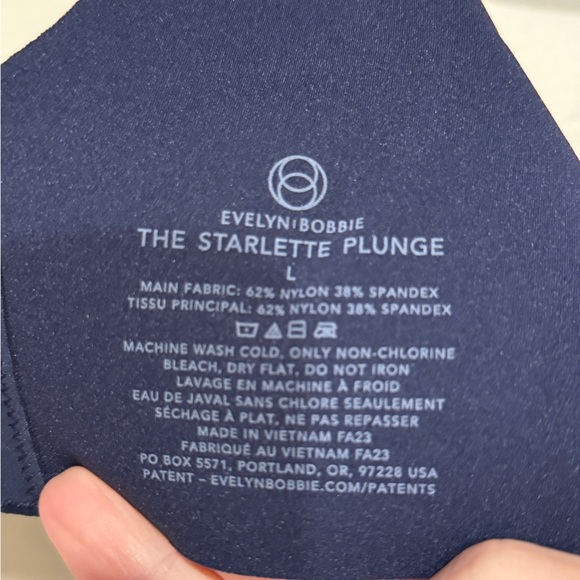 EVELYN BOBBIE
THE STARLETTE PLUNGE
L
MAIN FABRIC: 62% NYLON 38% SPANDEX
TISSU PRINCIPAL: 62% NYLON 38% SPANDEX
MACHINE WASH COLD, ONLY NON-CHLORINE
BLEACH, DRY FLAT, DO NOT IRON
LAVAGE EN MACHINE À FROID
EAU DE JAVAL SANS CHLORE SEAULEMENT
SÉCHAGE À PLAT, NE PAS REPASSER
MADE IN VIETNAM FA23
FABRIQUÉ AU VIETNAM FA23
PO BOX 5571, PORTLAND, OR, 97228 USA
PATENT – EVELYNBOBBIE.COM/PATENTS